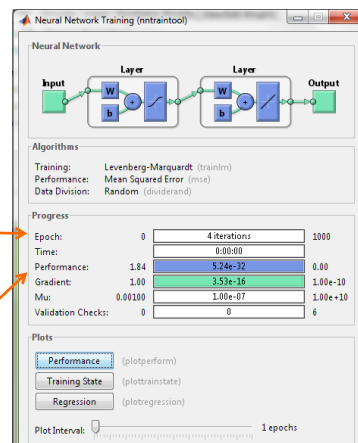 Neural Network Training (nntraintool)
Neural Network
Layer Layer
Input Output
W W
+ +
b b
Algorithms
Training: Levenberg-Marquardt (trainlm)
Performance: Mean Squared Error (mse)
Data Division: Random (dividerand)
Progress
Epoch: 0 4 iterations 1000
Time: 0:00:00
Performance: 1.84 5.24e-32 0.00
Gradient: 1.00 3.53e-16 1.00e-10
Mu: 0.00100 1.00e-07 1.00e+10
Validation Checks: 0 0 6
Plots
Performance (plotperform)
Training State (plottrainstate)
Regression (plotregression)
Plot Interval: 1 epochs